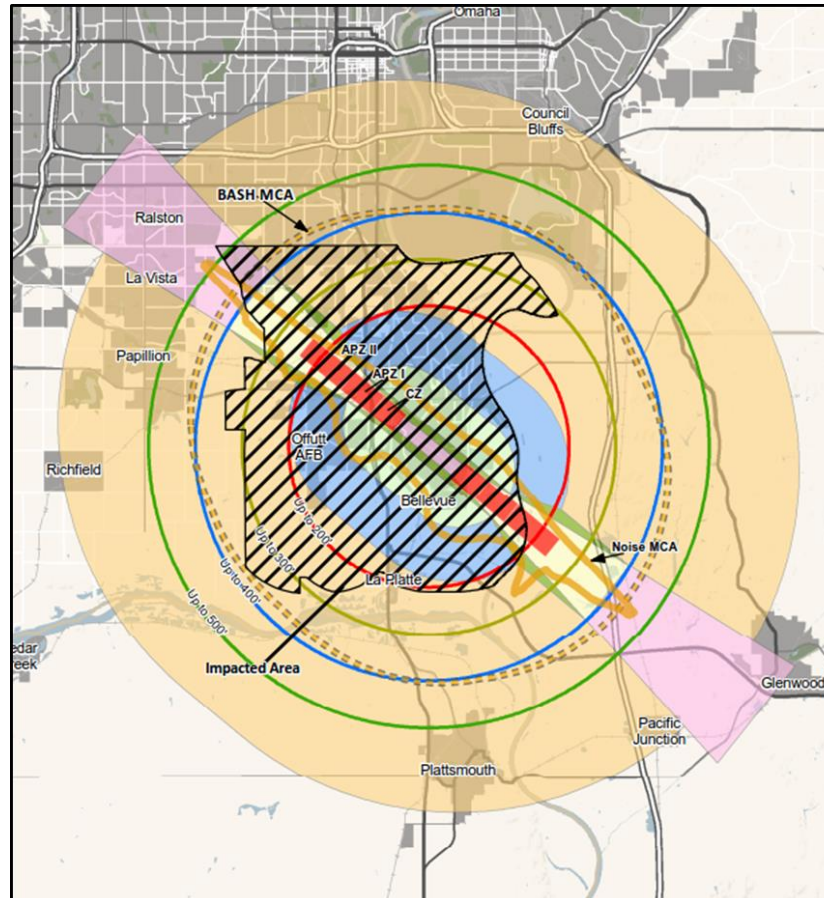 Omaha
Council
Bluffs
BASH MCA
Ralston
La Vista
Papillion
APZ II
APZ I
CZ
Offutt
AFB
Richfield
Bellevue
Up to 200'
Up to 300'
Up to 400'
Up to 500'
Noise MCA
La Platte
Impacted Area
edar
reek
Glenwood
Pacific
Junction
Plattsmouth